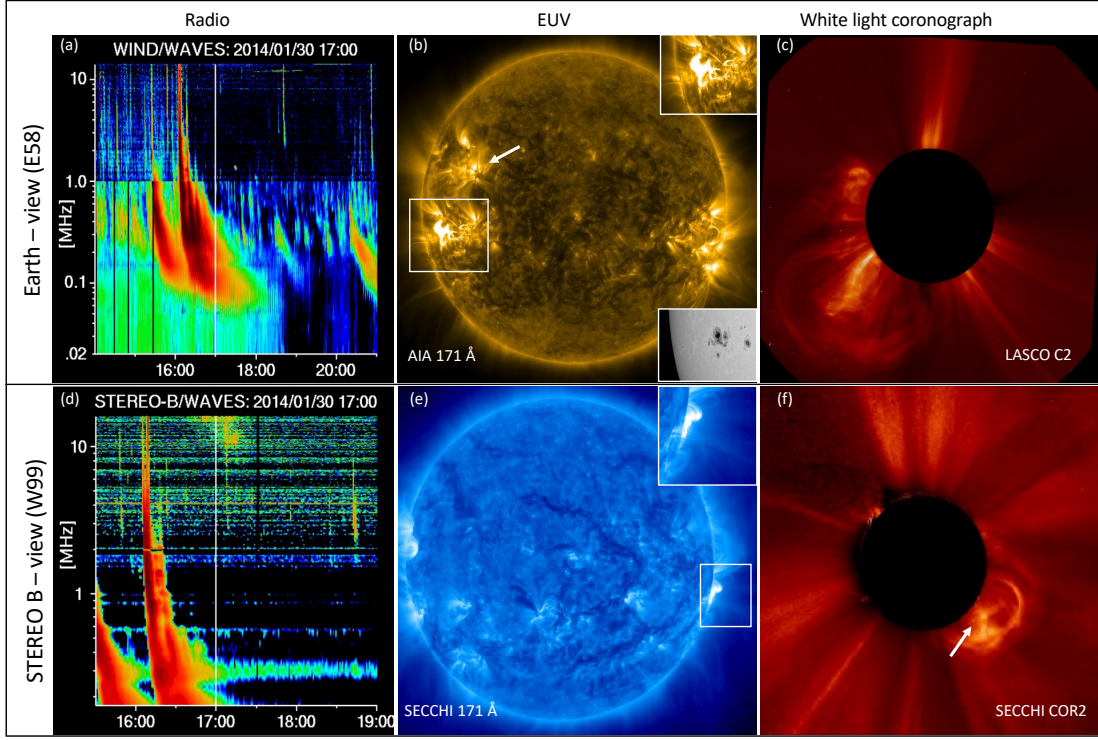 Radio
EUV
White light coronograph
Earth – view (E58)
(a)
WIND/WAVES: 2014/01/30 17:00
10
1.0
[MHz]
0.1
.02
16:00
18:00
20:00
(b)
AIA 171 Å
(c)
LASCO C2
STEREO B – view (W99)
(d)
STEREO-B/WAVES: 2014/01/30 17:00
10
[MHz]
1
16:00
17:00
18:00
19:00
(e)
SECCHI 171 Å
(f)
SECCHI COR2